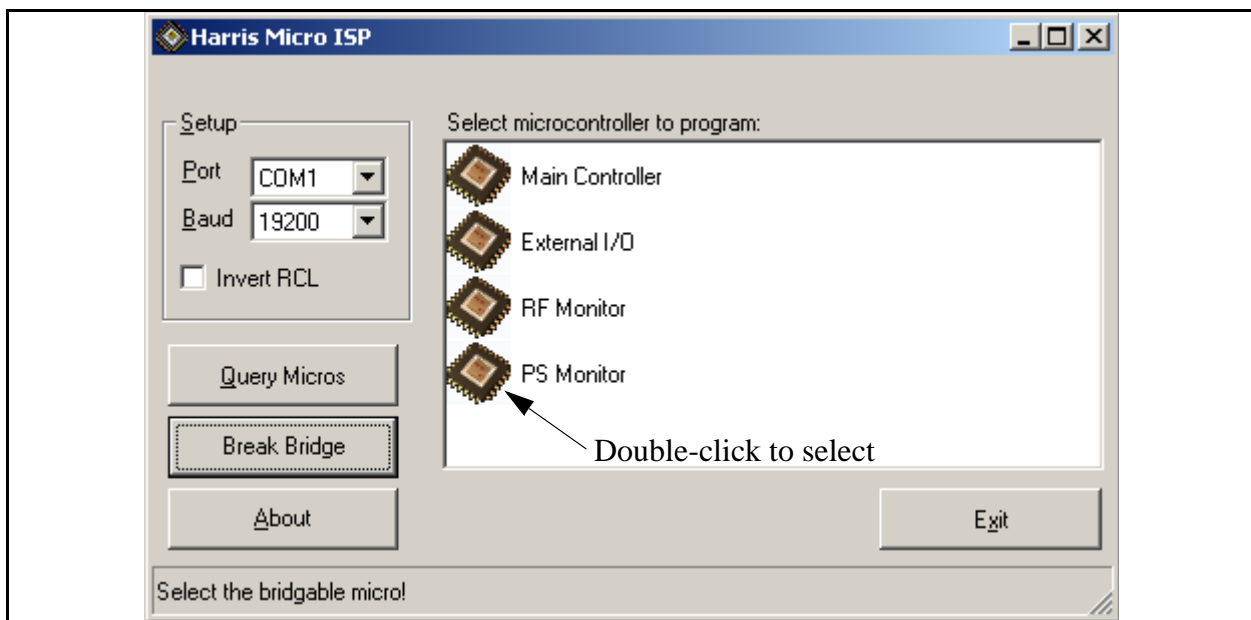 Harris Micro ISP
Setup
Port COM1
Baud 19200
Invert RCL
Query Micros
Break Bridge
About
Select microcontroller to program:
Main Controller
External I/O
RF Monitor
PS Monitor
Double-click to select
Exit
Select the bridgable micro!